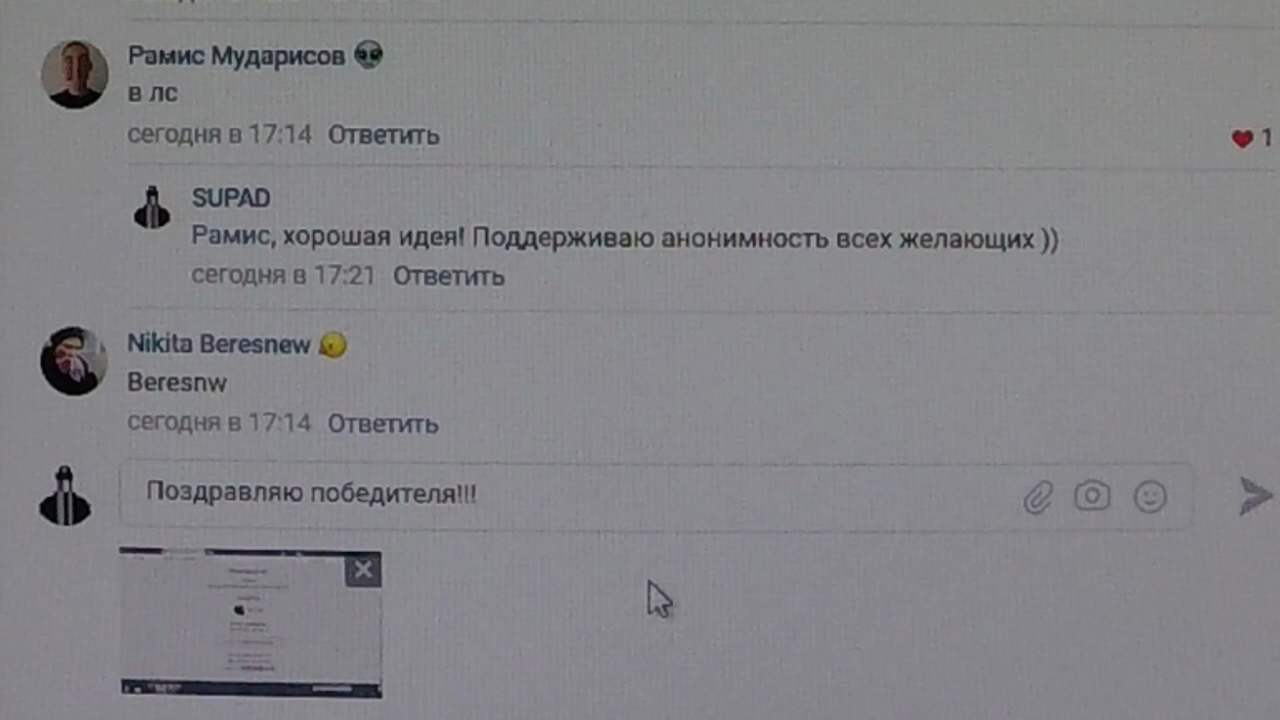 Рамис Мударисов
в лс
сегодня в 17:14 Ответить
1
SUPAD
Рамис, хорошая идея! Поддерживаю анонимность всех желающих ))
сегодня в 17:21 Ответить
Nikita Beresnew
Beresnw
сегодня в 17:14 Ответить
Поздравляю победителя!!!